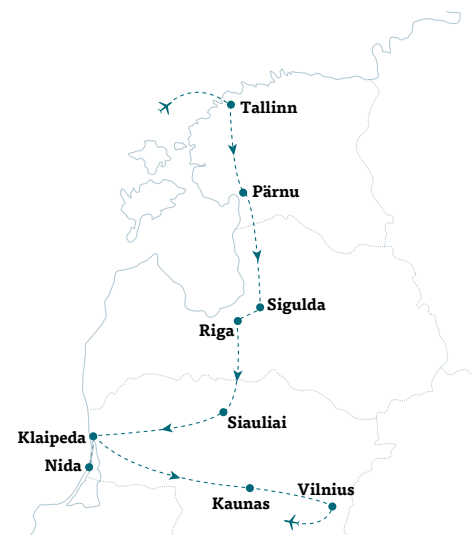 Tallinn
Pärnu
Sigulda
Riga
Siauliai
Klaipeda
Nida
Vilnius
Kaunas